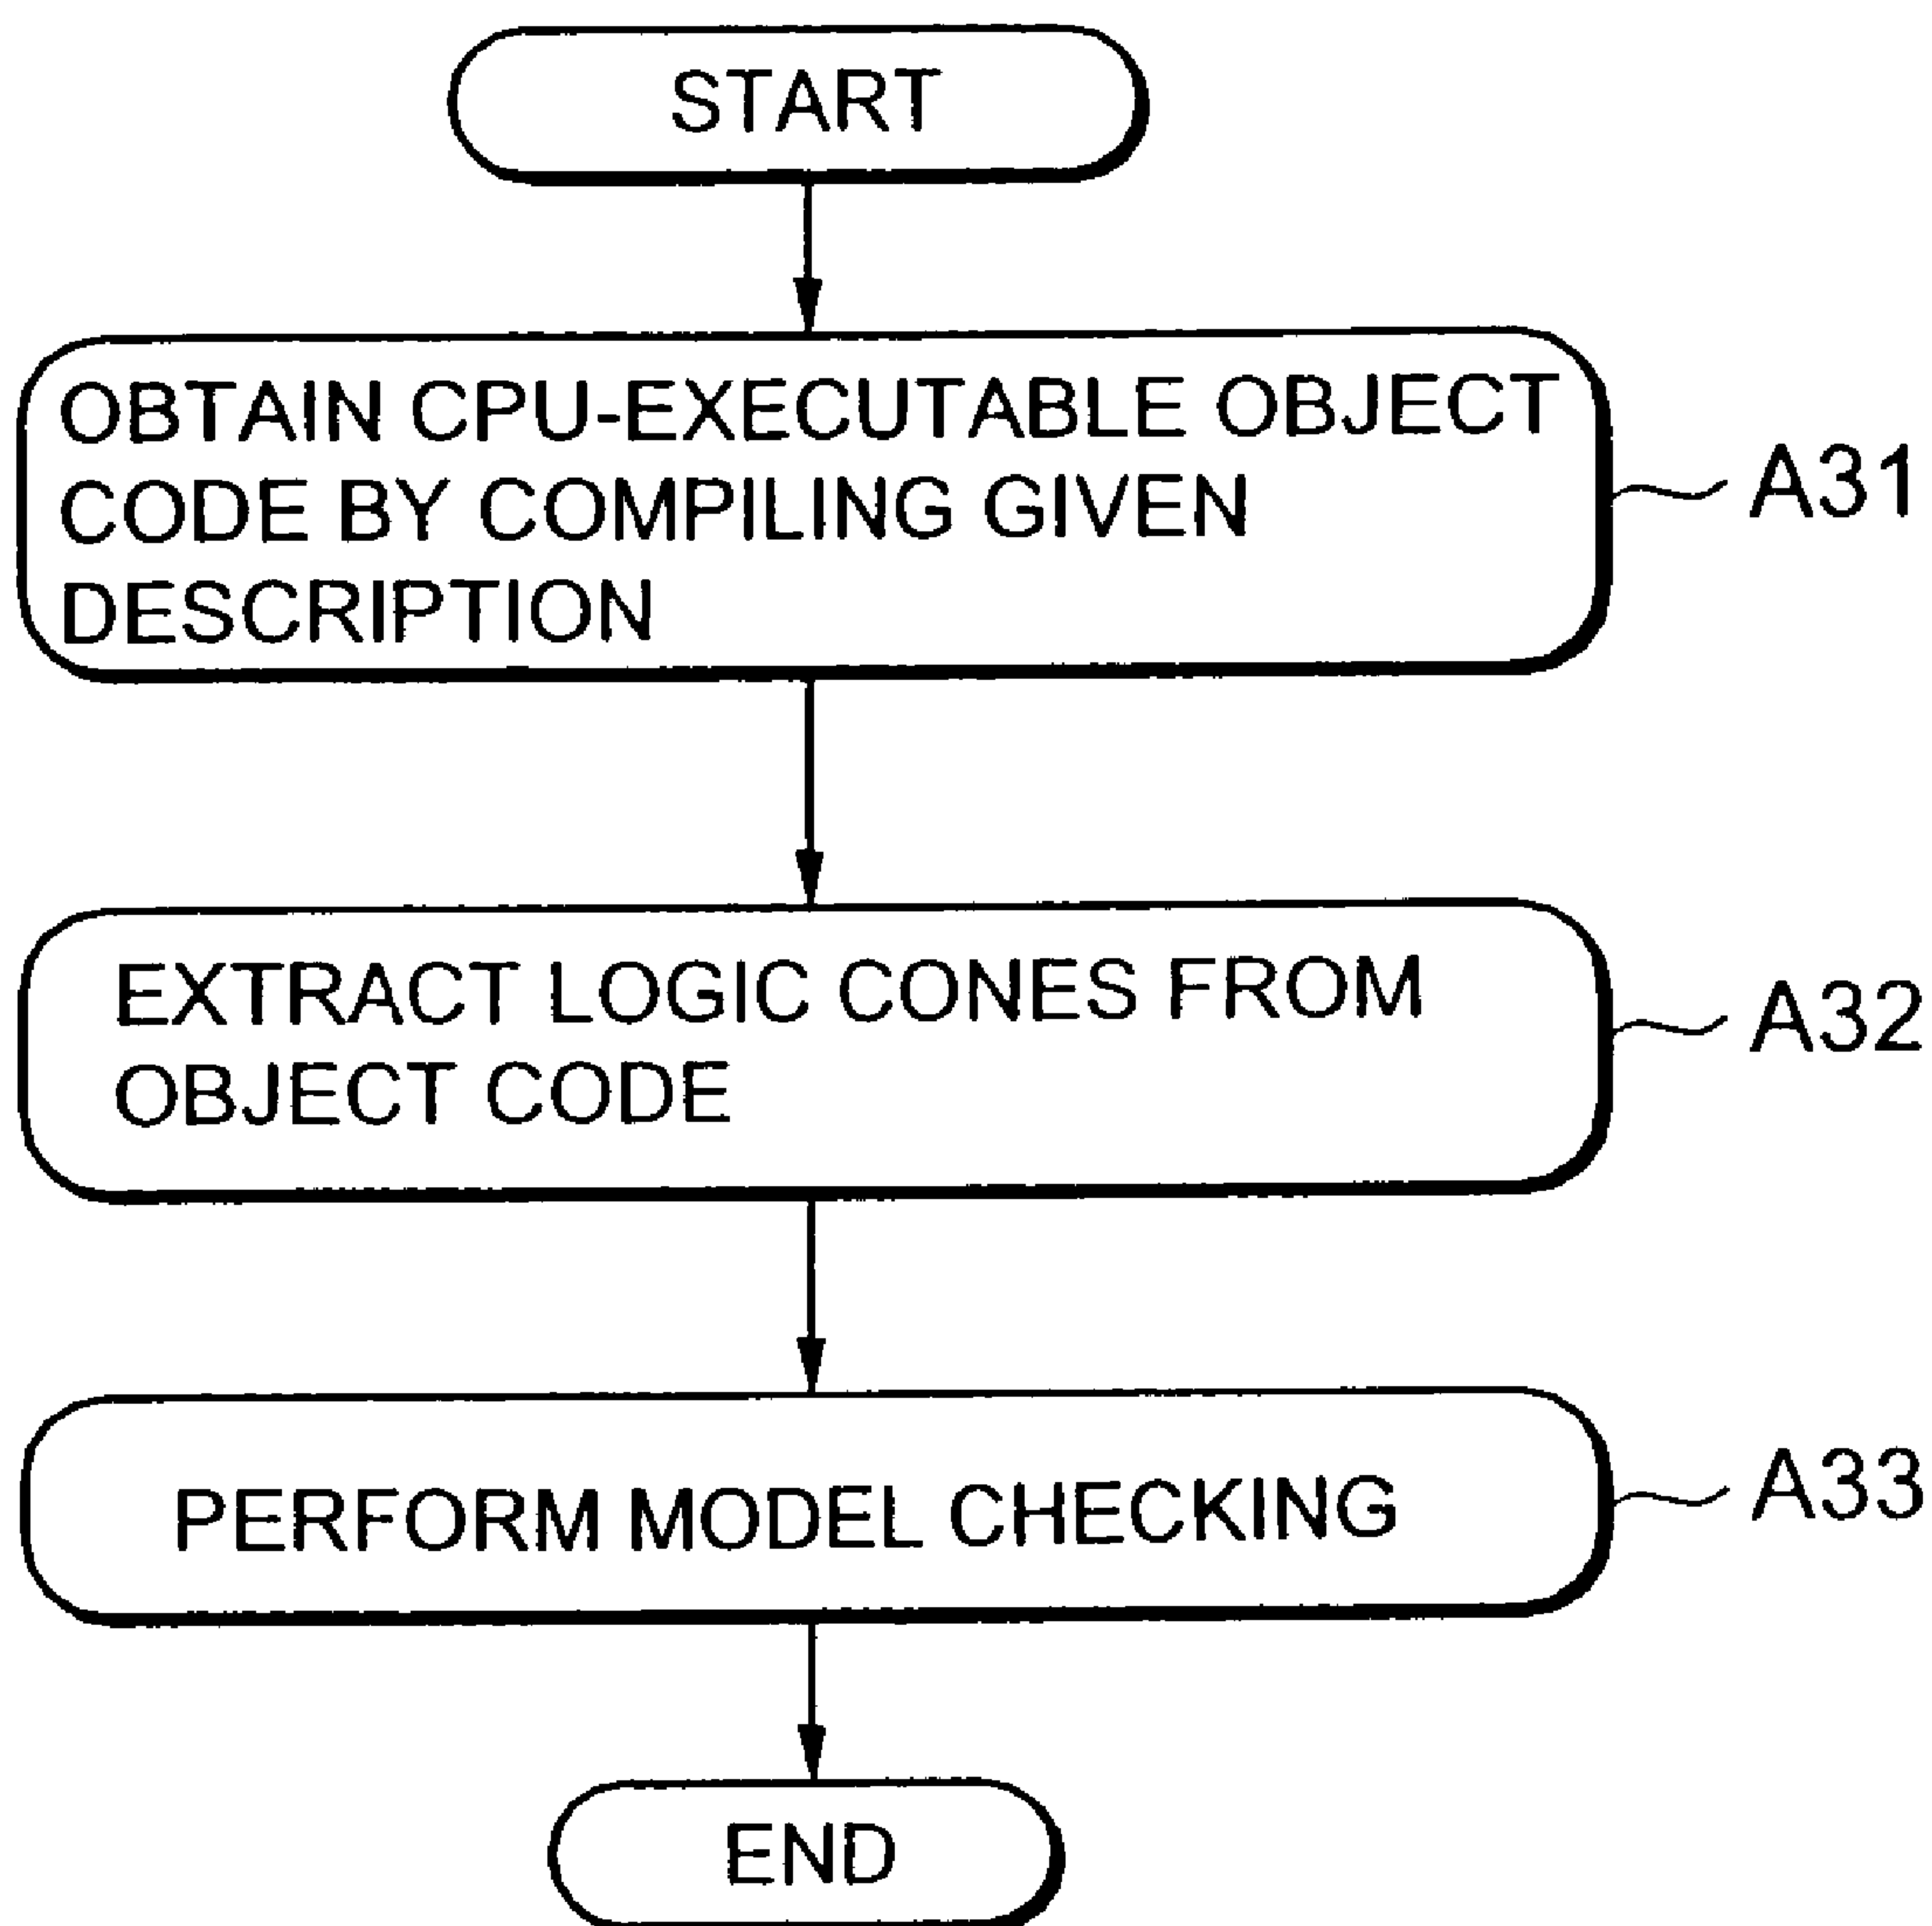 START
OBTAIN CPU-EXECUTABLE OBJECT
CODE BY COMPILING GIVEN
DESCRIPTION
A31
EXTRACT LOGIC CONES FROM
OBJECT CODE
A32
PERFORM MODEL CHECKING
A33
END